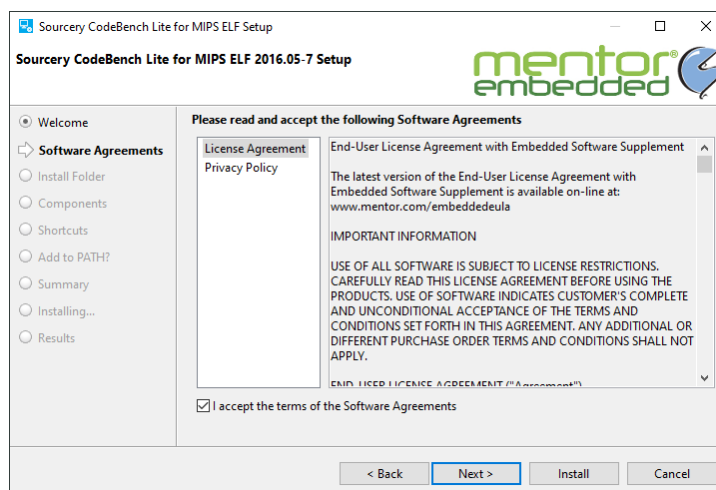 Sourcery CodeBench Lite for MIPS ELF Setup
Sourcery CodeBench Lite for MIPS ELF 2016.05-7 Setup
mentor®
embedded
Welcome
Software Agreements
Install Folder
Components
Shortcuts
Add to PATH?
Summary
Installing...
Results
Please read and accept the following Software Agreements
License Agreement
Privacy Policy
End-User License Agreement with Embedded Software Supplement
The latest version of the End-User License Agreement with
Embedded Software Supplement is available on-line at:
www.mentor.com/embeddedeula
IMPORTANT INFORMATION
USE OF ALL SOFTWARE IS SUBJECT TO LICENSE RESTRICTIONS.
CAREFULLY READ THIS LICENSE AGREEMENT BEFORE USING THE
PRODUCTS. USE OF SOFTWARE INDICATES CUSTOMER'S COMPLETE
AND UNCONDITIONAL ACCEPTANCE OF THE TERMS AND
CONDITIONS SET FORTH IN THIS AGREEMENT. ANY ADDITIONAL OR
DIFFERENT PURCHASE ORDER TERMS AND CONDITIONS SHALL NOT
APPLY.
END-USER LICENSE AGREEMENT ("Agreement")
I accept the terms of the Software Agreements
< Back
Next >
Install
Cancel